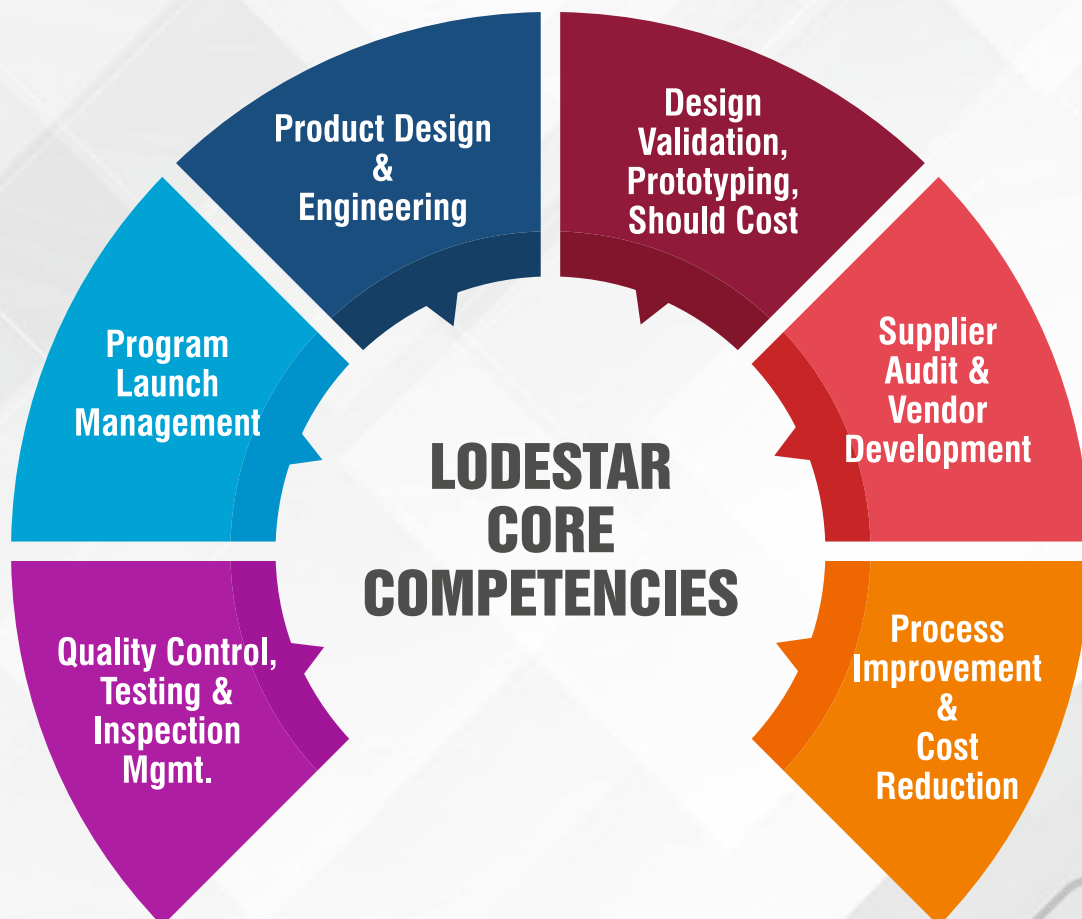 Product Design
&
Engineering
Design
Validation,
Prototyping,
Should Cost
Program
Launch
Management
Supplier
Audit &
Vendor
Development
LODESTAR
CORE
COMPETENCIES
Quality Control,
Testing &
Inspection
Mgmt.
Process
Improvement
&
Cost
Reduction